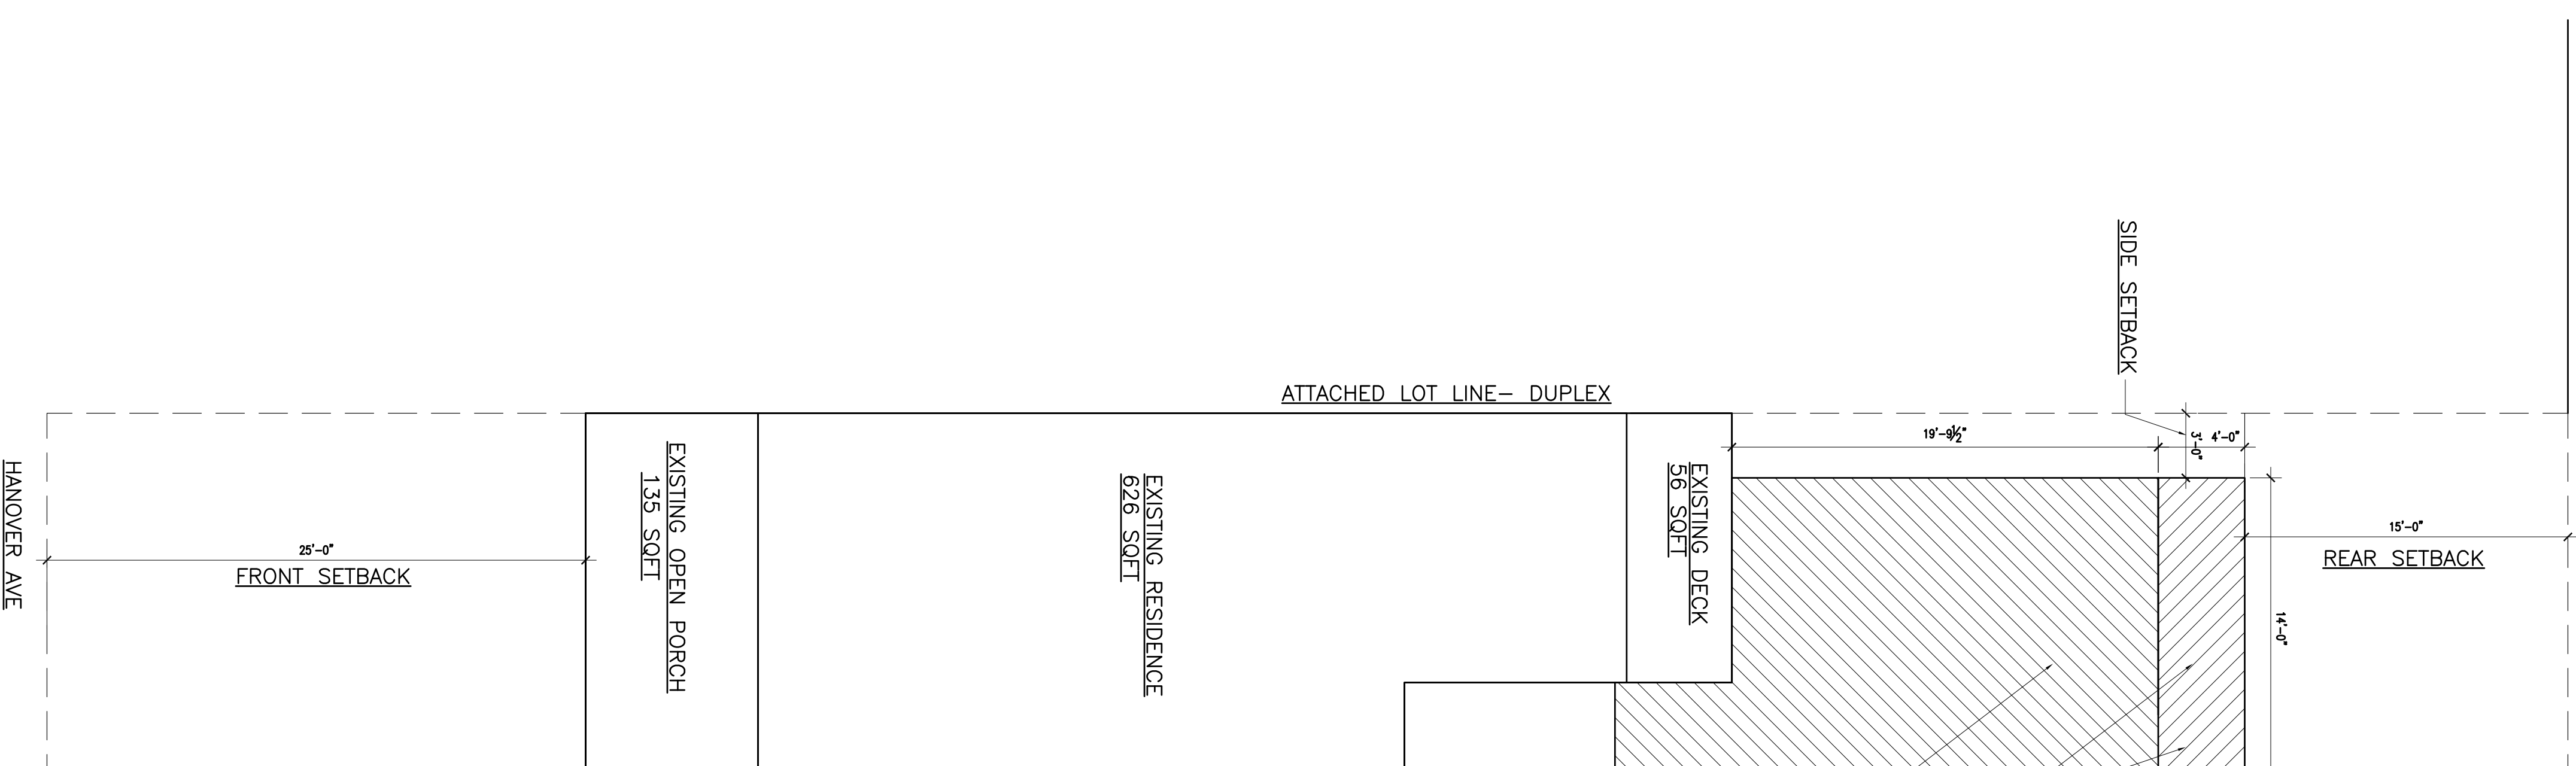 SIDE SETBACK
ATTACHED LOT LINE- DUPLEX
19'-9½"
3'-0"
4'-0"
HANOVER AVE
25'-0"
FRONT SETBACK
EXISTING OPEN PORCH
135 SQFT
EXISTING RESIDENCE
626 SQFT
EXISTING DECK
56 SQFT
15'-0"
REAR SETBACK
14'-0"